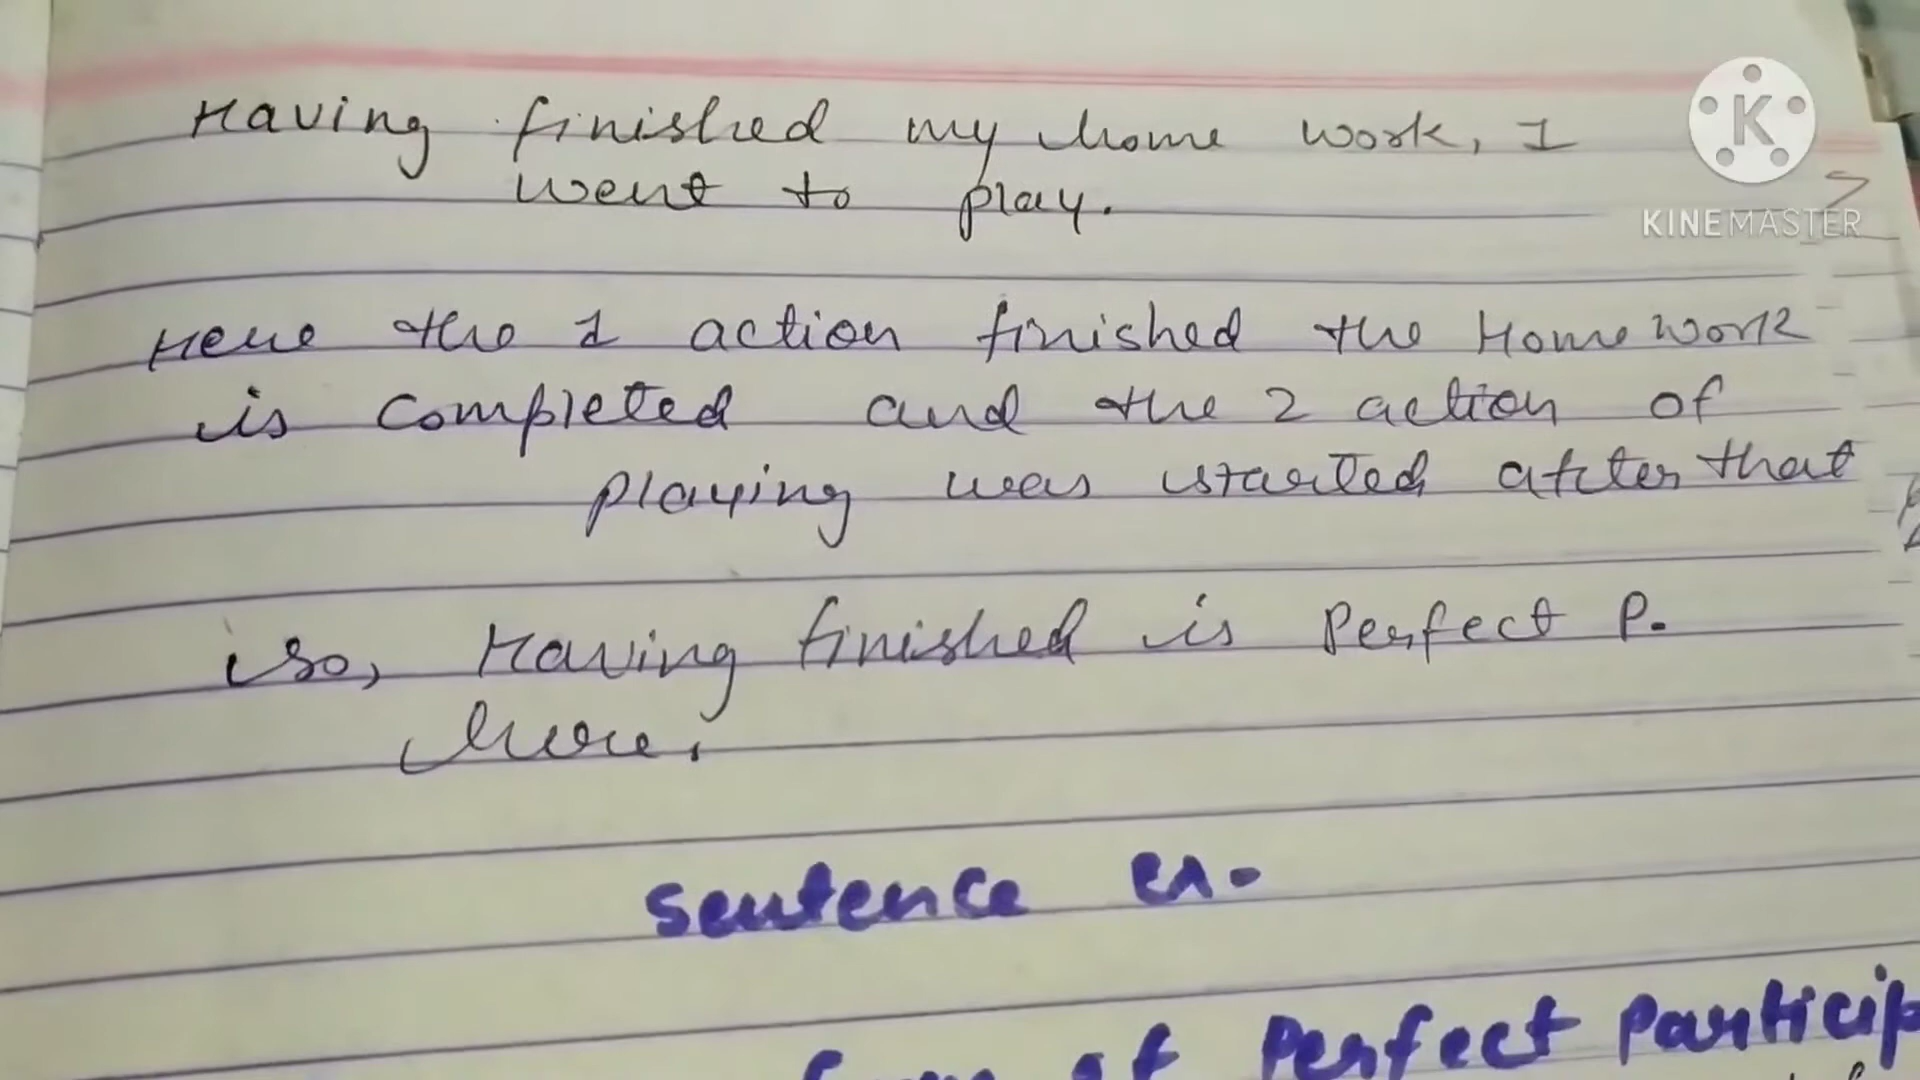 Having finished my home work, I
went to play.
K
KINEMASTER
Here the 1 action finished the Home work
is completed and the 2 action of
playing was started after that
so, Having finished is Perfect P.
here.
sentence ex.
of Perfect Particip